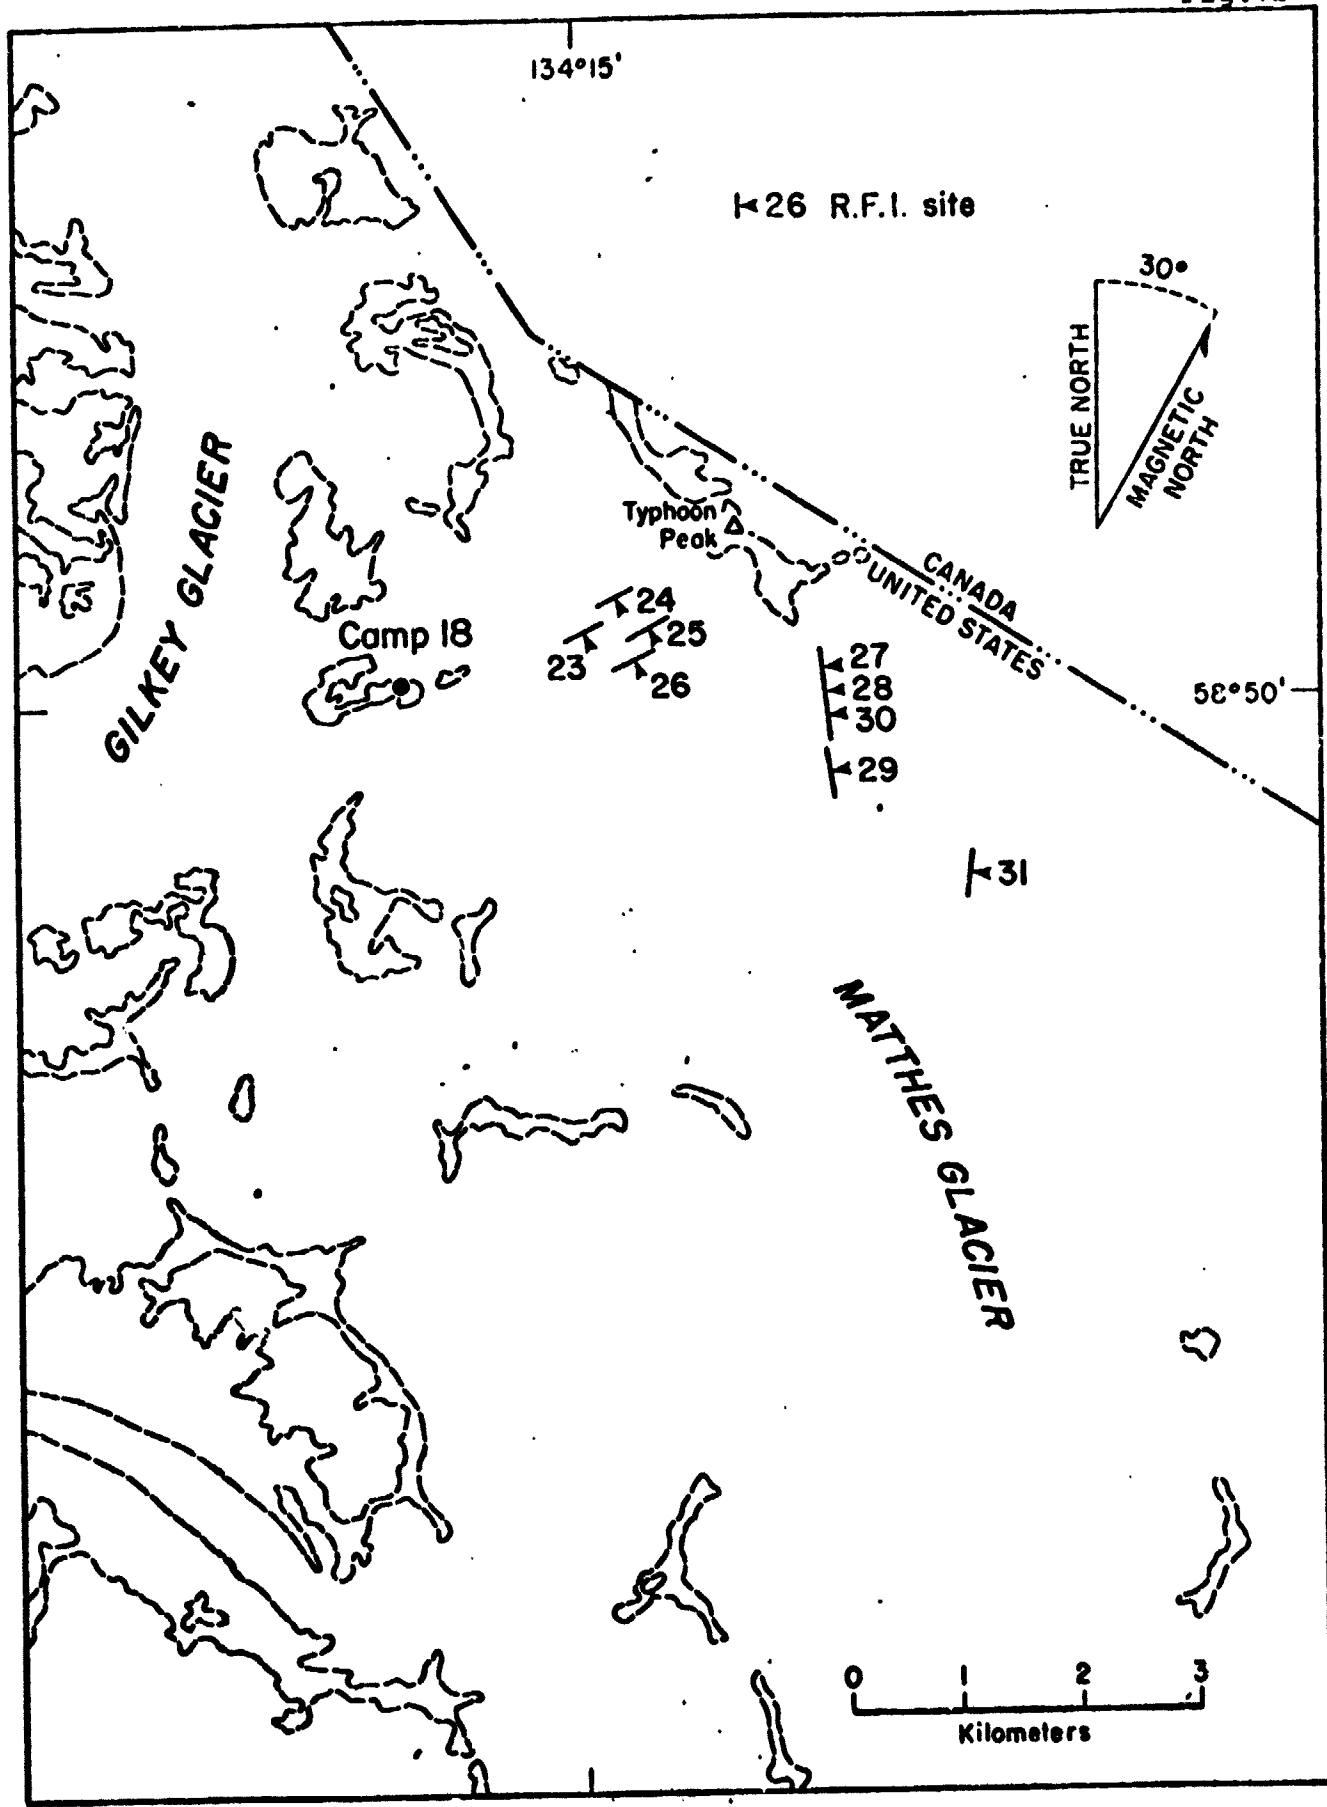 134°15'
26 R.F.I. site
30°
TRUE NORTH
MAGNETIC
NORTH
GILKEY GLACIER
Typhoon
Peak
CANADA
UNITED STATES
24
25
23
26
Camp 18
27
28
30
29
58°50'
31
MATTHES GLACIER
0 1 2 3
Kilometers